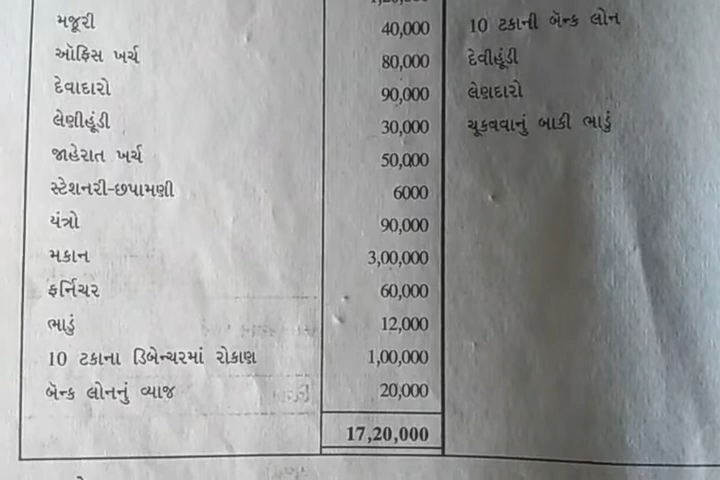 મજૂરી 40,000 10 ટકાની બૅન્ક લોન
ઑફિસ ખર્ચ 80,000 દેવીહૂંડી
દેવાદારો 90,000 લેણદારો
લેણીહૂંડી 30,000 ચૂકવવાનું બાકી ભાડું
જાહેરાત ખર્ચ 50,000
સ્ટેશનરી-છપામણી 6000
યંત્રો 90,000
મકાન 3,00,000
ફર્નિચર 60,000
ભાડું 12,000
10 ટકાના ડિબેન્ચરમાં રોકાણ 1,00,000
બૅન્ક લોનનું વ્યાજ 20,000
17,20,000